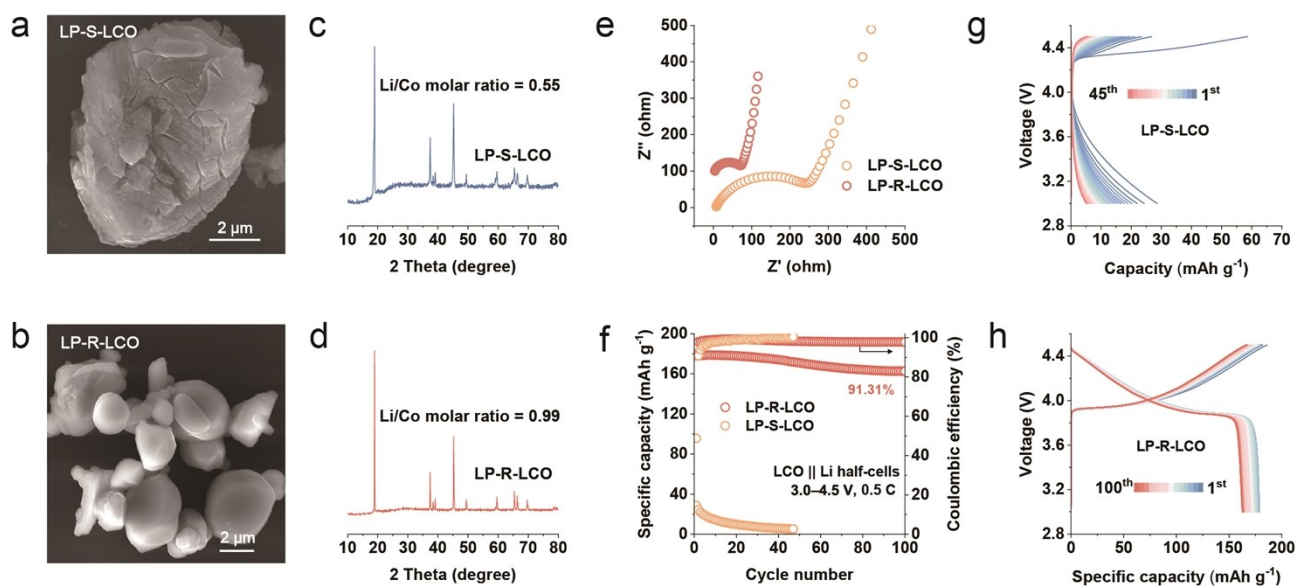 a
LP-S-LCO
2 μm
b
LP-R-LCO
2 μm
c
Li/Co molar ratio = 0.55
LP-S-LCO
10 20 30 40 50 60 70 80
2 Theta (degree)
d
Li/Co molar ratio = 0.99
LP-R-LCO
10 20 30 40 50 60 70 80
2 Theta (degree)
e
500
400
300
200
100
0
Z'' (ohm)
LP-S-LCO
LP-R-LCO
0 100 200 300 400 500
Z' (ohm)
f
200
160
120
80
40
0
Specific capacity (mAh g⁻¹)
91.31%
LP-R-LCO
LP-S-LCO
LCO || Li half-cells
3.0–4.5 V, 0.5 C
100
80
60
40
20
0
Coulombic efficiency (%)
0 20 40 60 80 100
Cycle number
g
4.4
4.0
3.6
3.2
2.8
Voltage (V)
45th 1st
LP-S-LCO
0 10 20 30 40 50 60 70
Capacity (mAh g⁻¹)
h
4.4
4.0
3.6
3.2
2.8
Voltage (V)
LP-R-LCO
100th 1st
0 50 100 150 200
Specific capacity (mAh g⁻¹)